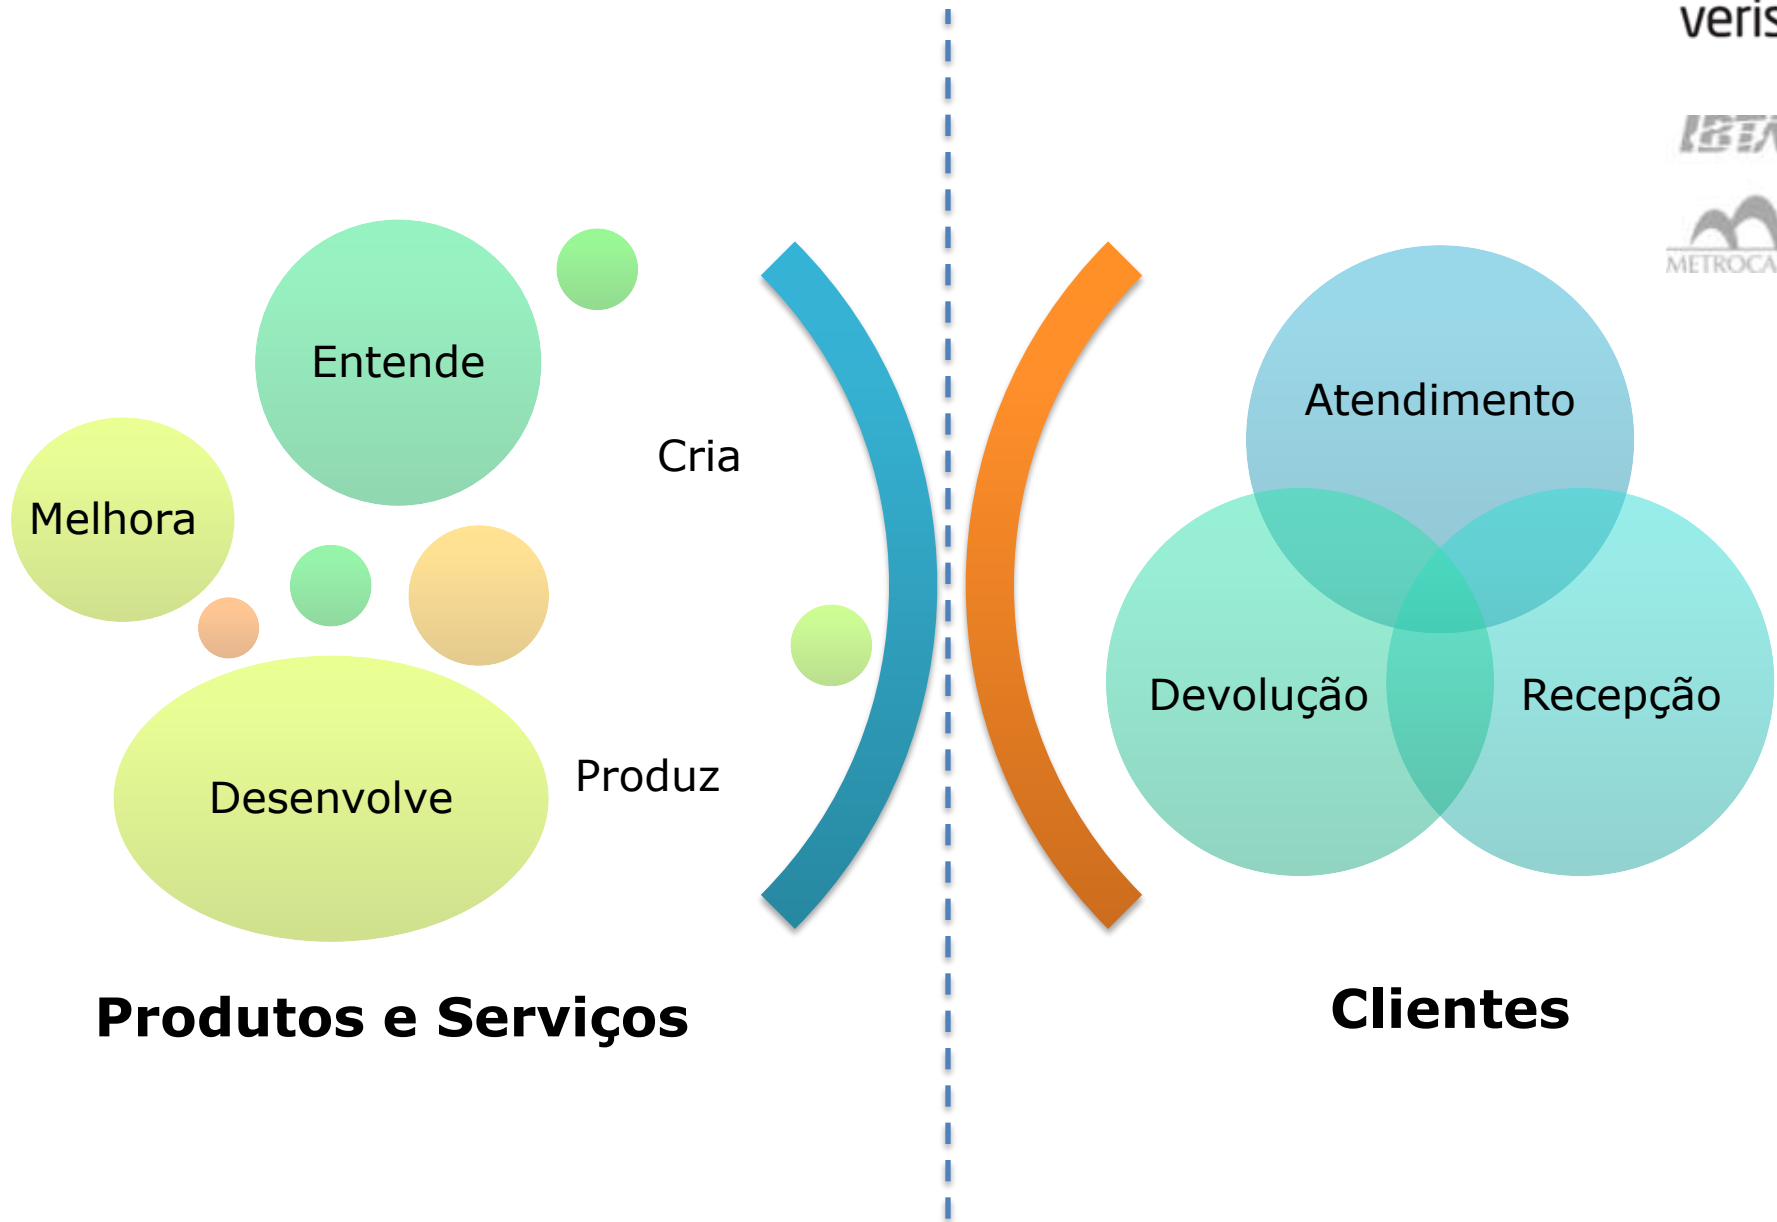 Entende
Cria
Melhora
Desenvolve
Produz
Produtos e Serviços
Atendimento
Devolução
Recepção
Clientes